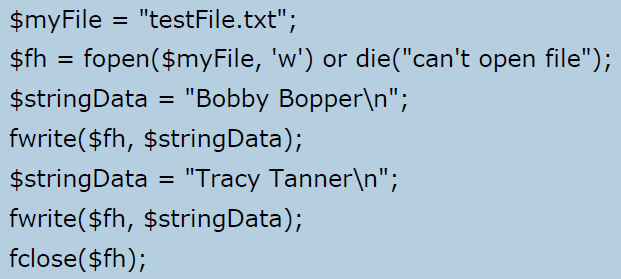 $myFile = "testFile.txt";
$fh = fopen($myFile, 'w') or die("can't open file");
$stringData = "Bobby Bopper\n";
fwrite($fh, $stringData);
$stringData = "Tracy Tanner\n";
fwrite($fh, $stringData);
fclose($fh);